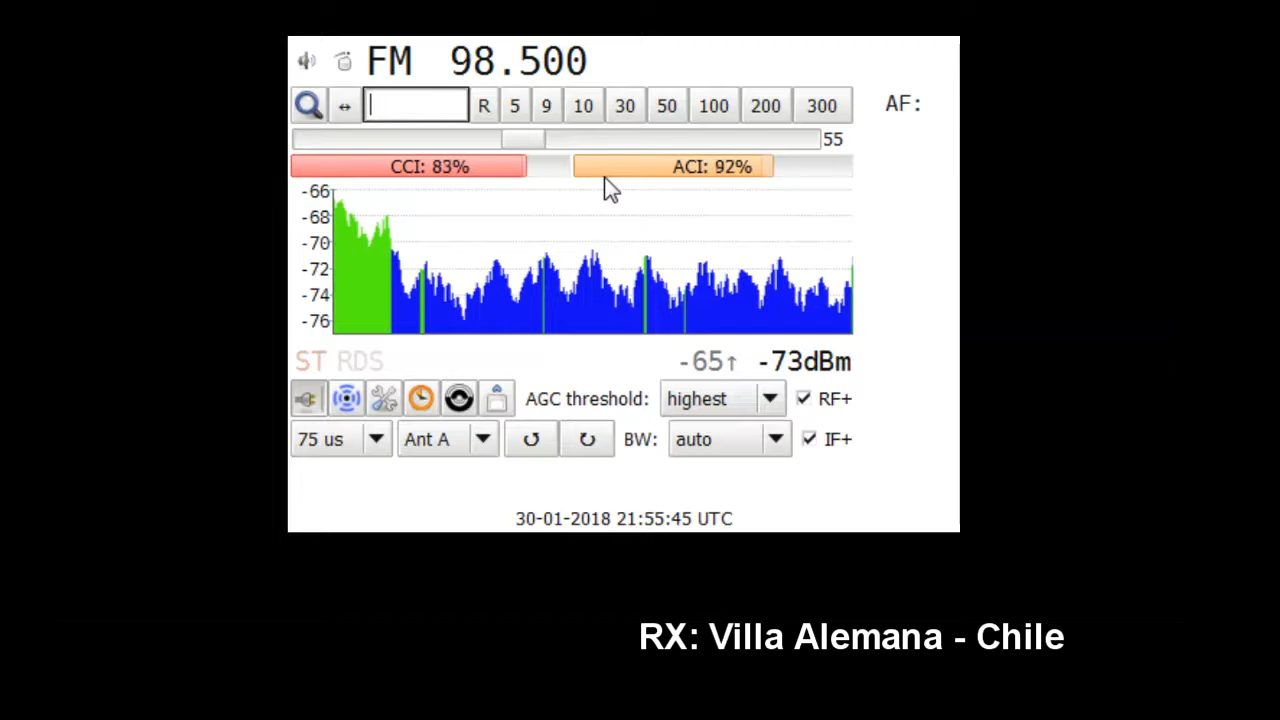 FM 98.500
R 5 9 10 30 50 100 200 300 AF:
55
CCI: 83% ACI: 92%
-66
-68
-70
-72
-74
-76
ST RDS -65↑ -73dBm
AGC threshold: highest RF+
75 us Ant A ↺ ↻ BW: auto IF+
30-01-2018 21:55:45 UTC
RX: Villa Alemana - Chile